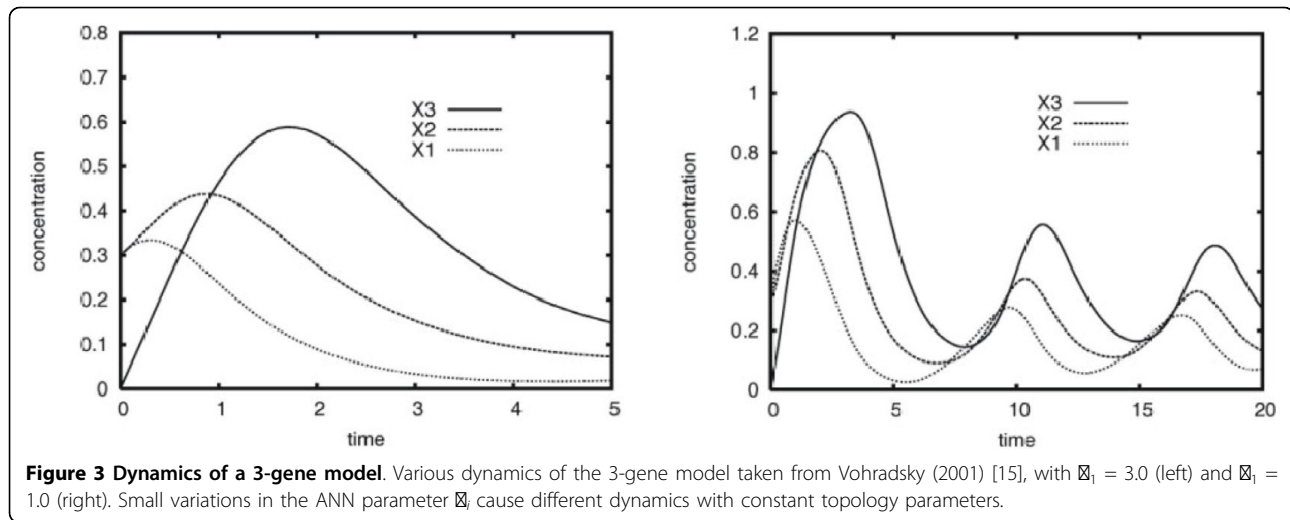 0.8
0.7
0.6
0.5
0.4
0.3
0.2
0.1
0
concentration
X3
X2
X1
0 1 2 3 4 5
time
1.2
1
0.8
0.6
0.4
0.2
0
concentration
X3
X2
X1
0 5 10 15 20
time
Figure 3 Dynamics of a 3-gene model. Various dynamics of the 3-gene model taken from Vohradsky (2001) [15], with ☒1 = 3.0 (left) and ☒1 =
1.0 (right). Small variations in the ANN parameter ☒i cause different dynamics with constant topology parameters.